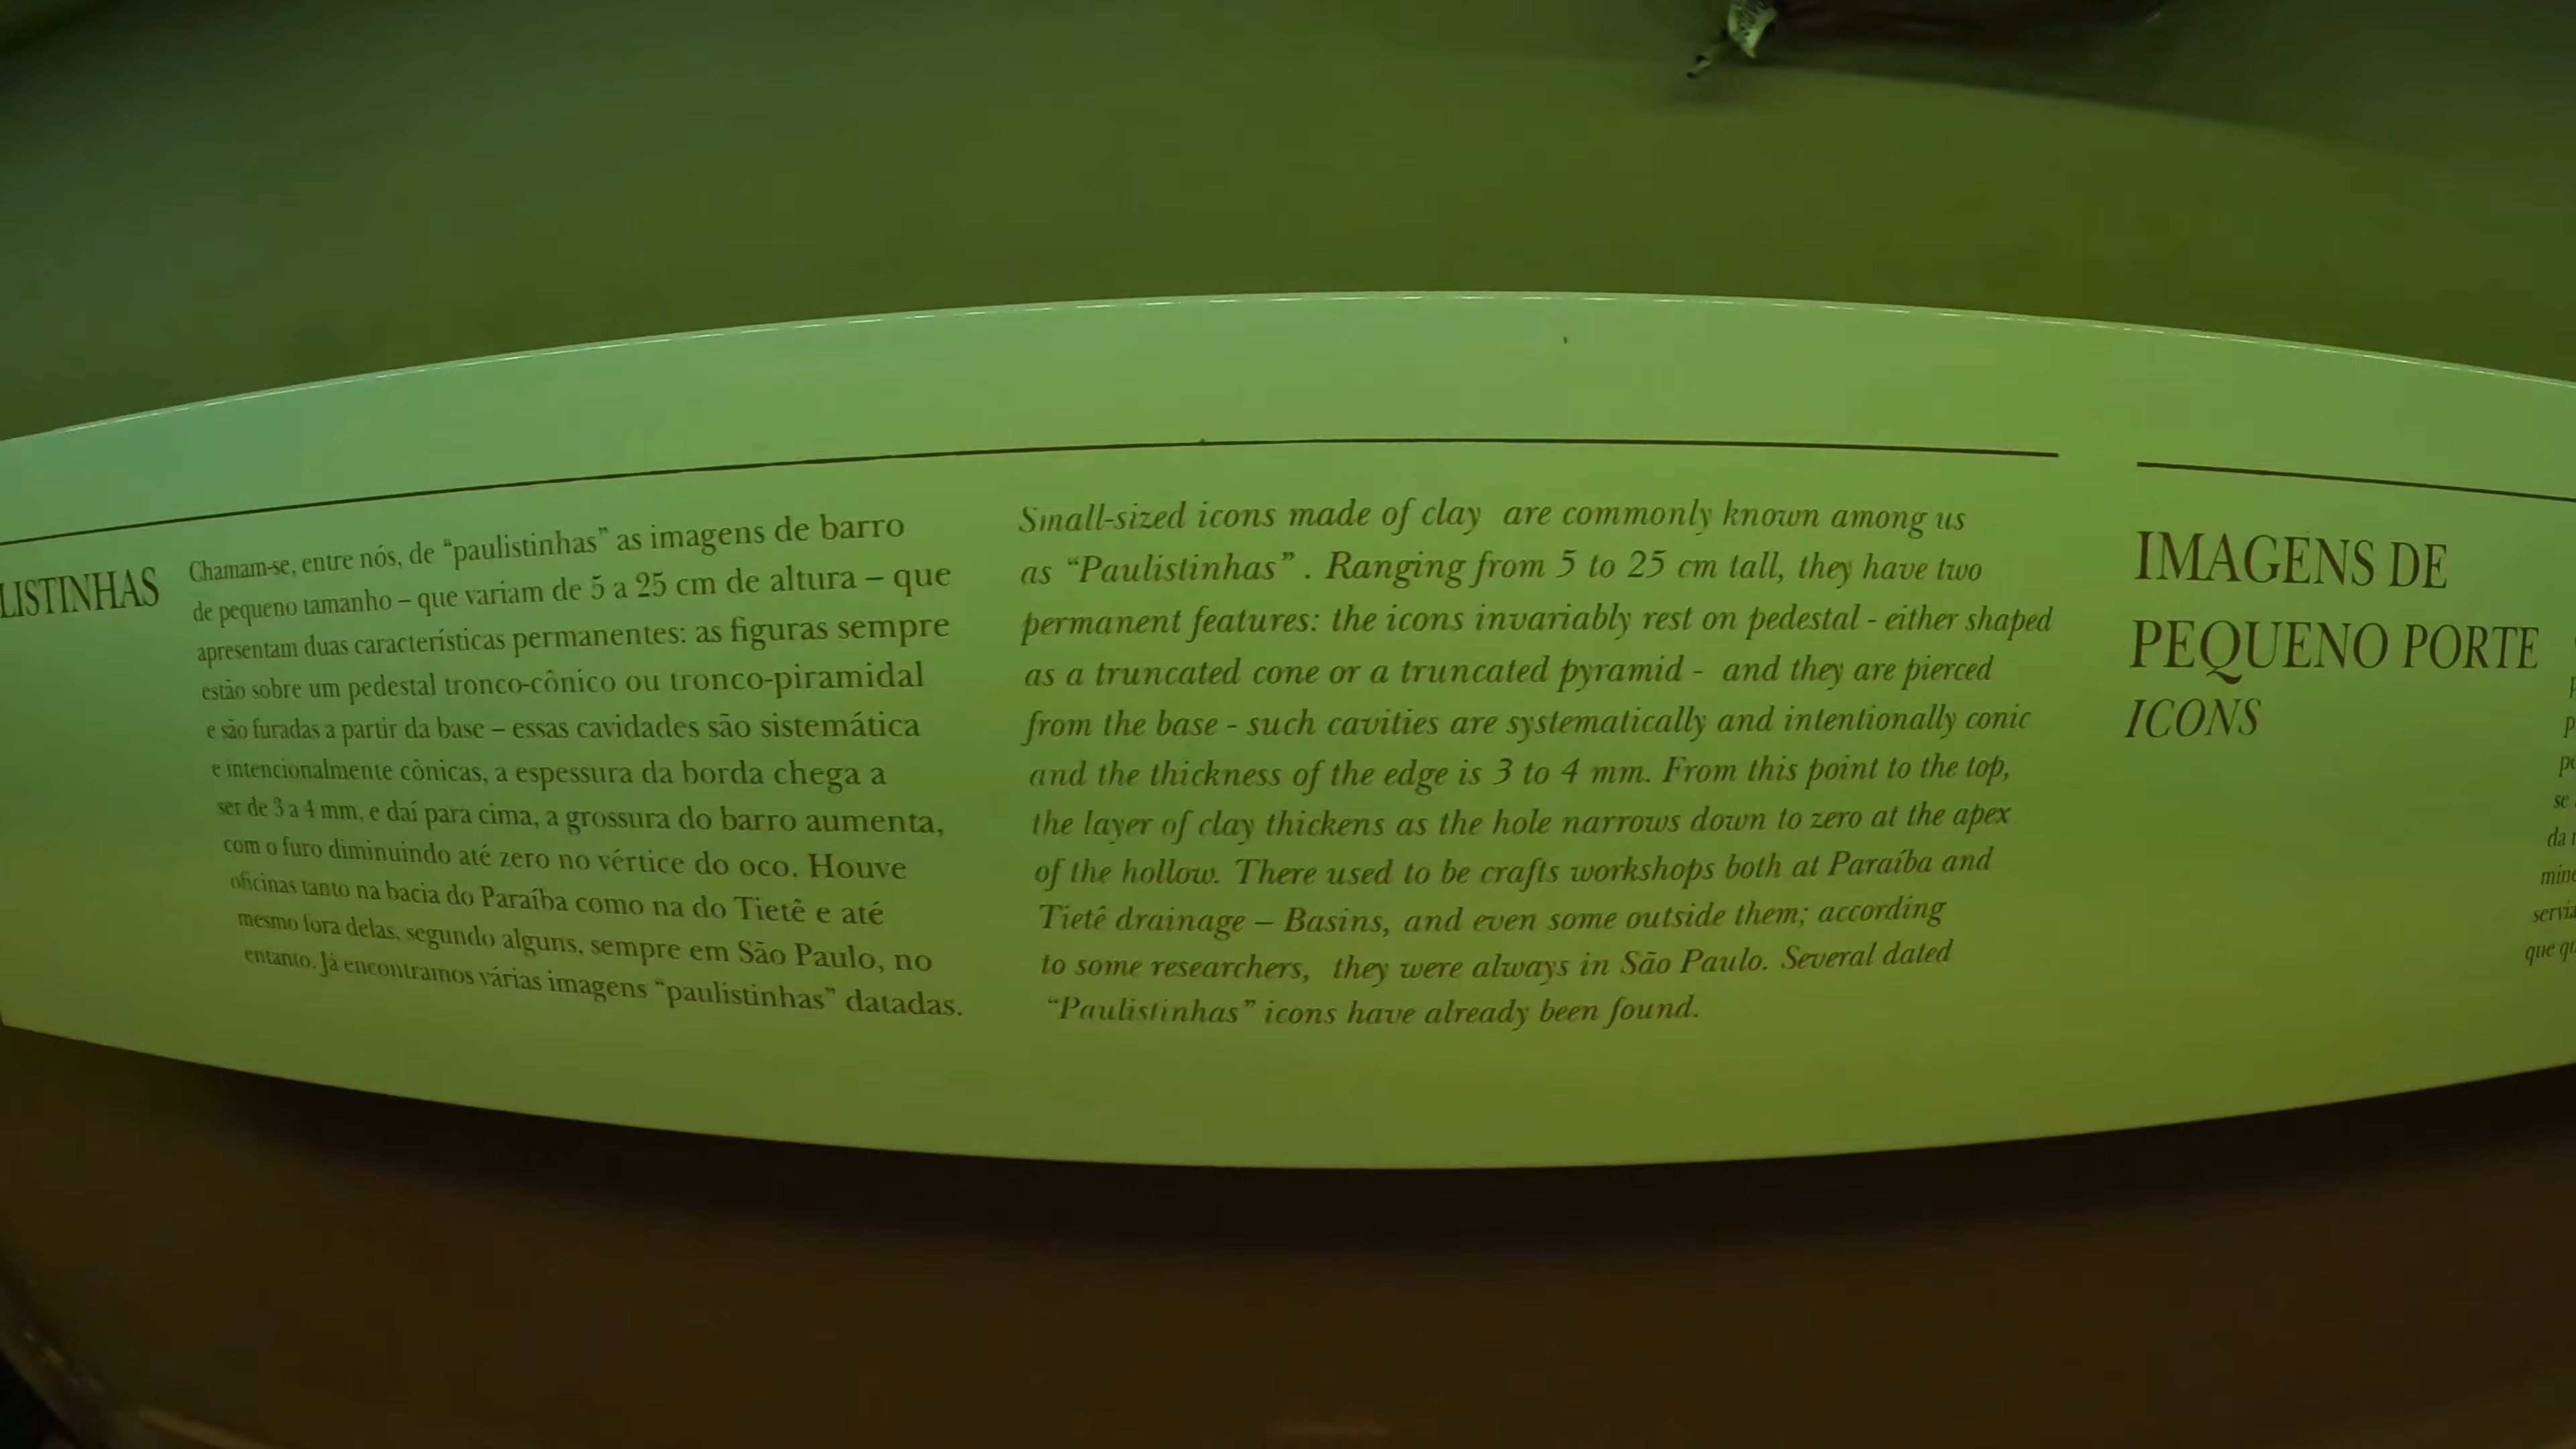 LISTINHAS
Chamam-se, entre nós, de “paulistinhas” as imagens de barro
de pequeno tamanho – que variam de 5 a 25 cm de altura – que
apresentam duas características permanentes: as figuras sempre
estão sobre um pedestal tronco-cônico ou tronco-piramidal
e são furadas a partir da base – essas cavidades são sistemática
e intencionalmente cônicas, a espessura da borda chega a
ser de 3 a 4 mm, e daí para cima, a grossura do barro aumenta,
com o furo diminuindo até zero no vértice do oco. Houve
oficinas tanto na bacia do Paraíba como na do Tietê e até
mesmo fora delas, segundo alguns, sempre em São Paulo, no
entanto. Já encontramos várias imagens “paulistinhas” datadas.
Small-sized icons made of clay are commonly known among us
as “Paulistinhas” . Ranging from 5 to 25 cm tall, they have two
permanent features: the icons invariably rest on pedestal - either shaped
as a truncated cone or a truncated pyramid - and they are pierced
from the base - such cavities are systematically and intentionally conic
and the thickness of the edge is 3 to 4 mm. From this point to the top,
the layer of clay thickens as the hole narrows down to zero at the apex
of the hollow. There used to be crafts workshops both at Paraíba and
Tietê drainage – Basins, and even some outside them; according
to some researchers, they were always in São Paulo. Several dated
“Paulistinhas” icons have already been found.
IMAGENS DE
PEQUENO PORTE
ICONS
se
da
que